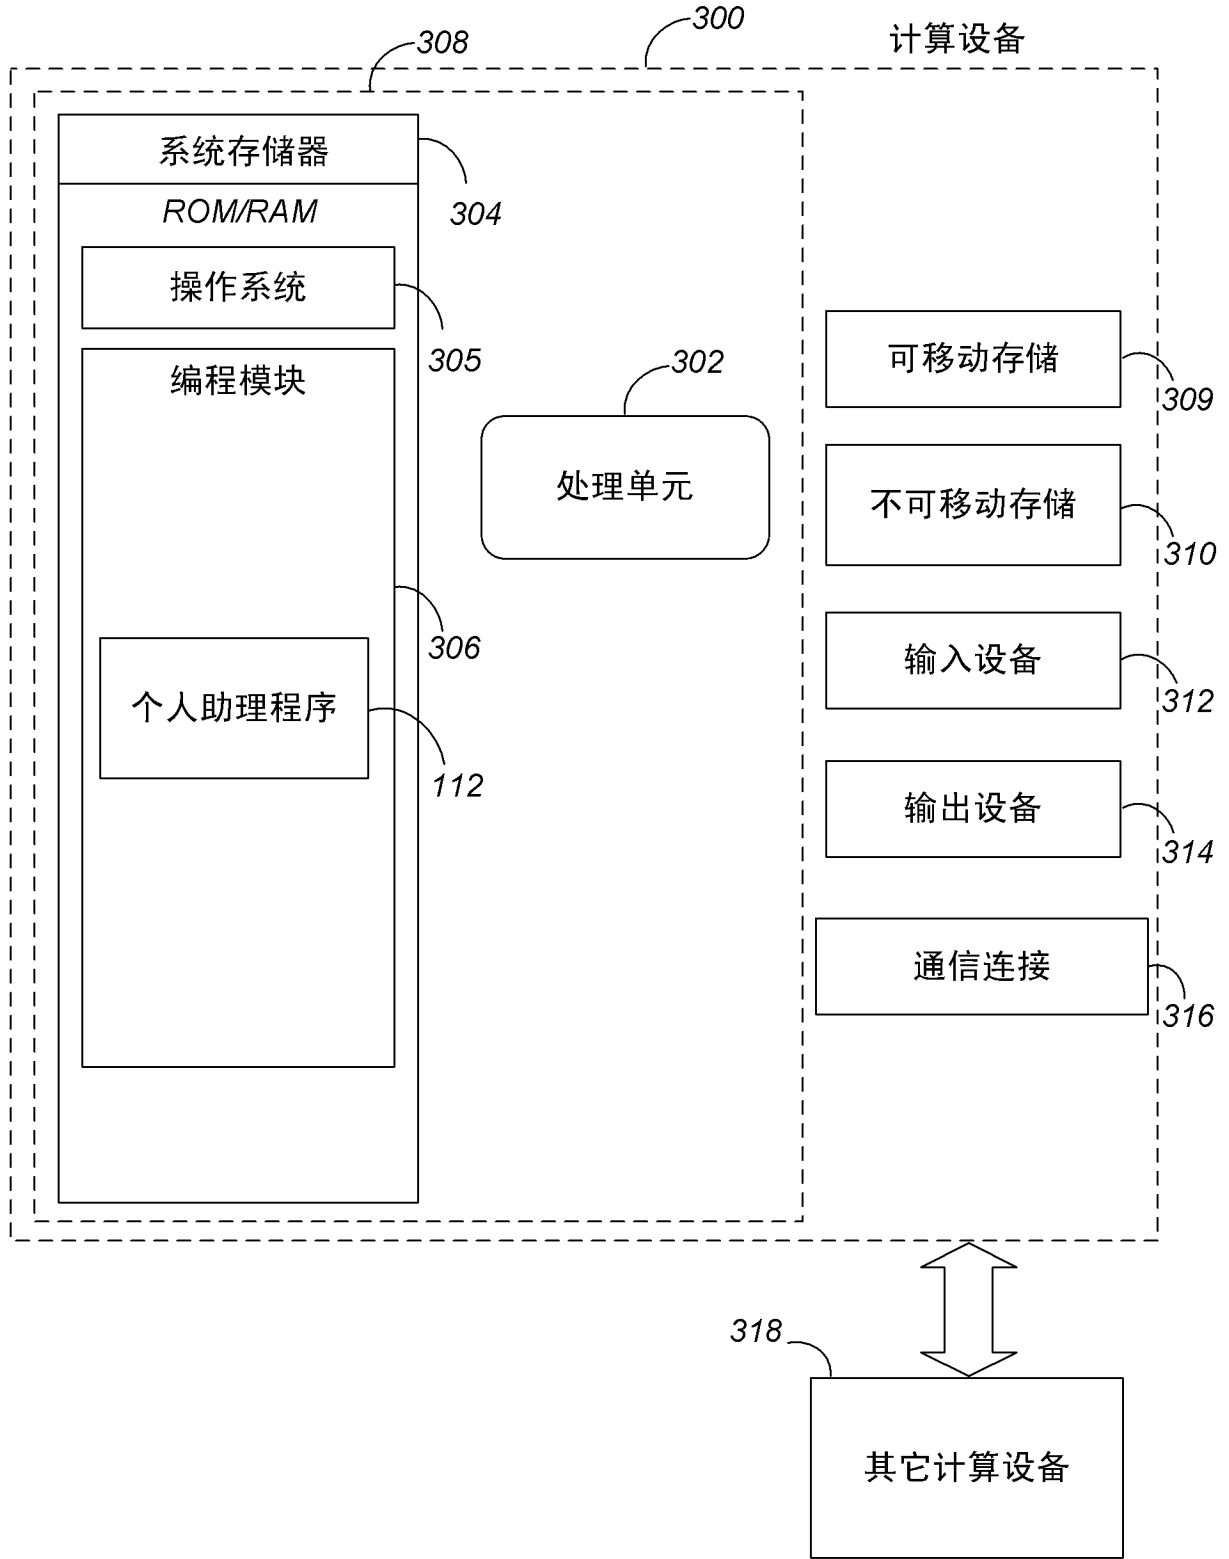 300
计算设备
308
系统存储器
304
ROM/RAM
操作系统
305
编程模块
302
处理单元
可移动存储
309
不可移动存储
310
306
输入设备
312
个人助理程序
112
输出设备
314
通信连接
316
318
其它计算设备